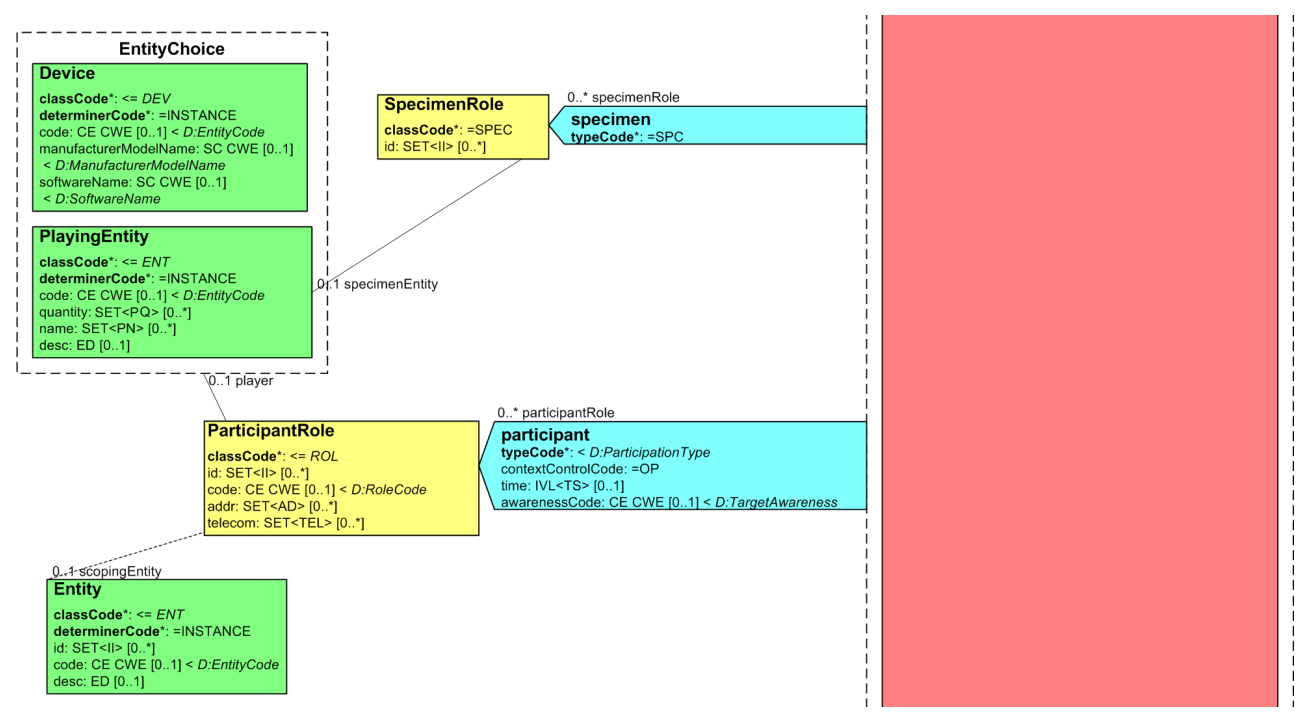 EntityChoice
Device
classCode*: <= DEV
determinerCode*: =INSTANCE
code: CE CWE [0..1] < D:EntityCode
manufacturerModelName: SC CWE [0..1]
< D:ManufacturerModelName
softwareName: SC CWE [0..1]
< D:SoftwareName
PlayingEntity
classCode*: <= ENT
determinerCode*: =INSTANCE
code: CE CWE [0..1] < D:EntityCode
quantity: SET<PQ> [0..*]
name: SET<PN> [0..*]
desc: ED [0..1]
SpecimenRole
classCode*: =SPEC
id: SET<II> [0..*]
0..* specimenRole
specimen
typeCode*: =SPC
0..1 specimenEntity
0..1 player
ParticipantRole
classCode*: <= ROL
id: SET<II> [0..*]
code: CE CWE [0..1] < D:RoleCode
addr: SET<AD> [0..*]
telecom: SET<TEL> [0..*]
0..* participantRole
participant
typeCode*: < D:ParticipationType
contextControlCode: =OP
time: IVL<TS> [0..1]
awarenessCode: CE CWE [0..1] < D:TargetAwareness
0..1 scopingEntity
Entity
classCode*: <= ENT
determinerCode*: =INSTANCE
id: SET<II> [0..*]
code: CE CWE [0..1] < D:EntityCode
desc: ED [0..1]